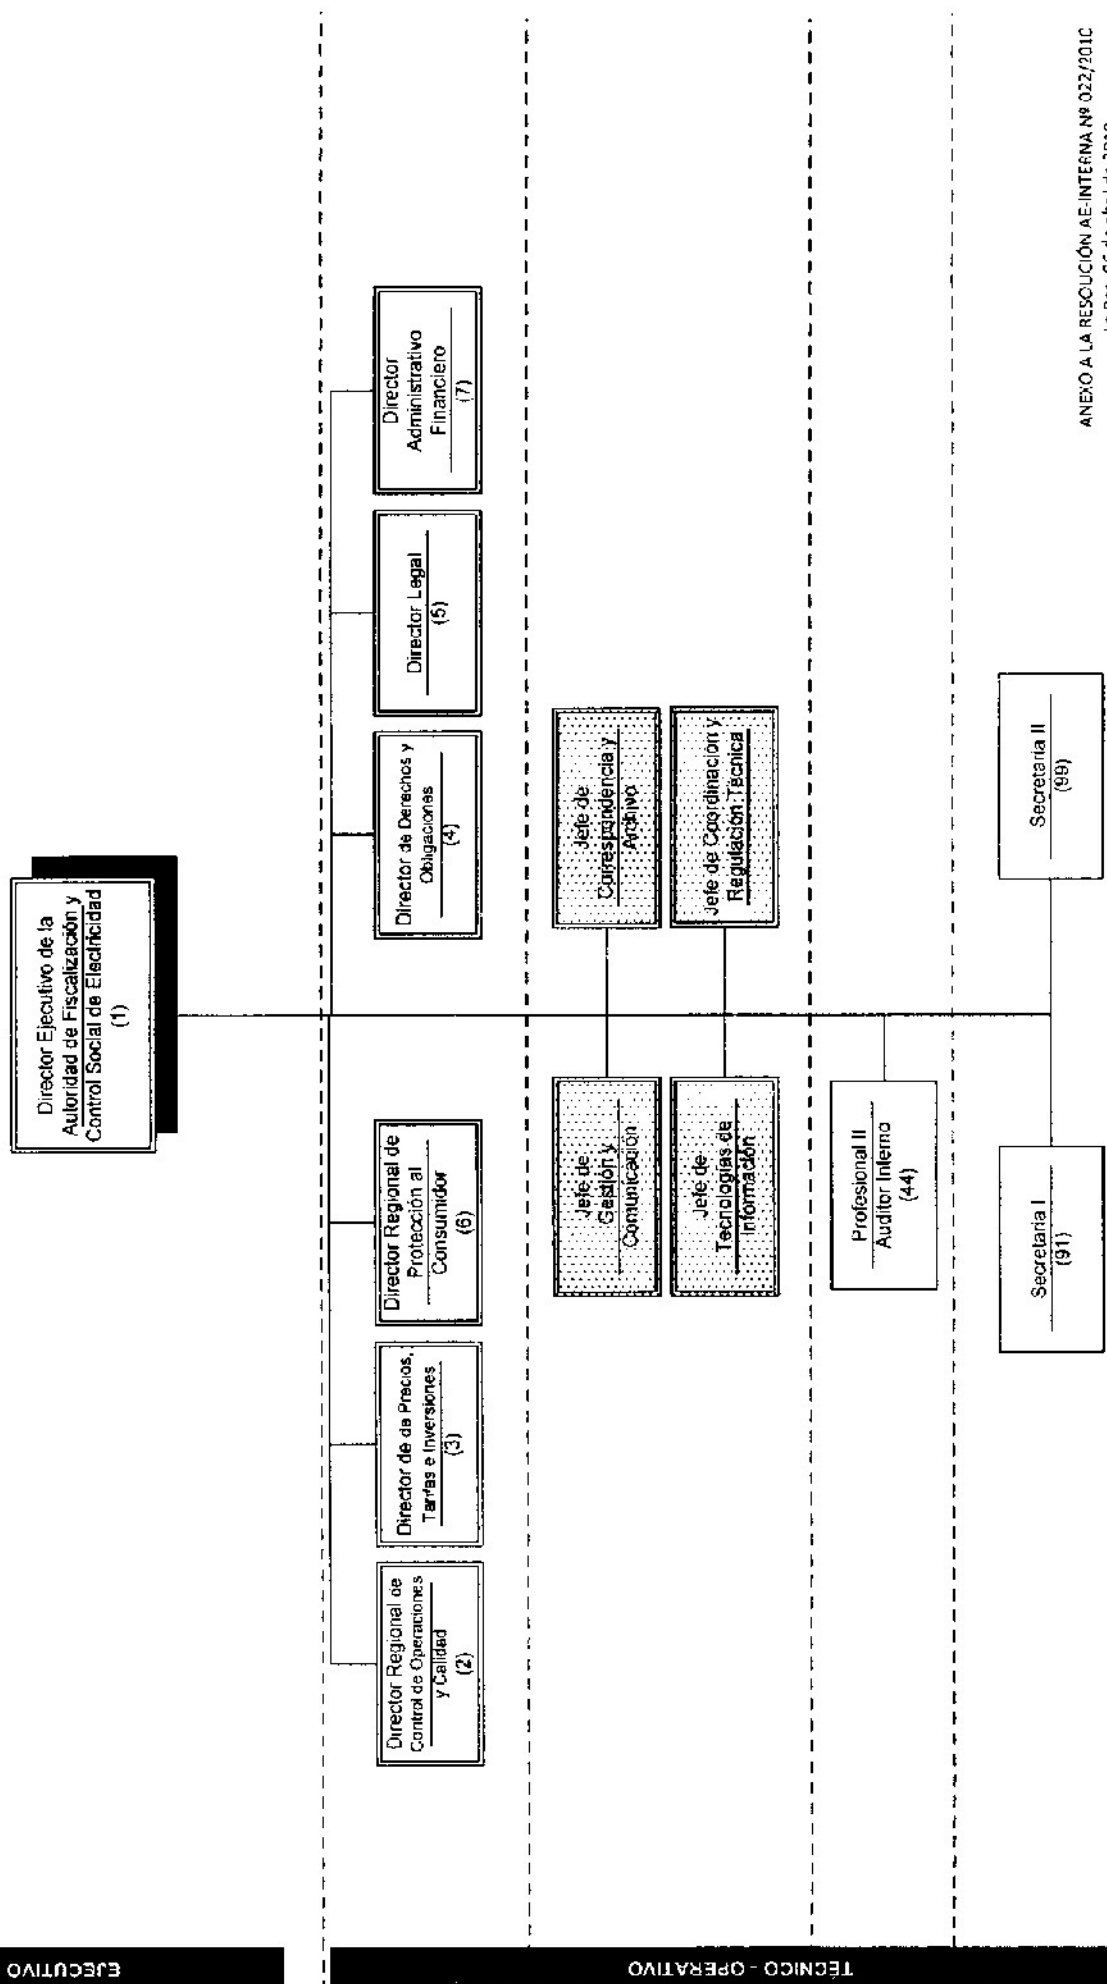 EJECUTIVO
Director Ejecutivo de la
Autoridad de Fiscalización y
Control Social de Electricidad
(1)
TÉCNICO - OPERATIVO
Director Regional de
Control de Operaciones
y Calidad
(2)
Director de de Precios,
Tarifas e Inversiones
(3)
Director Regional de
Protección al
Consumidor
(6)
Director de Derechos y
Obligaciones
(4)
Director Legal
(5)
Director
Administrativo
Financiero
(7)
Jefe de
Gestión y
Comunicación
Jefe de
Correspondencia y
Archivo
Jefe de
Tecnologías de
Información
Jefe de Coordinación y
Regulación Técnica
Profesional II
Auditor Interno
(44)
Secretaria I
(91)
Secretaria II
(99)
ANEXO A LA RESOLUCIÓN AE-INTERNA Nº 022/2010